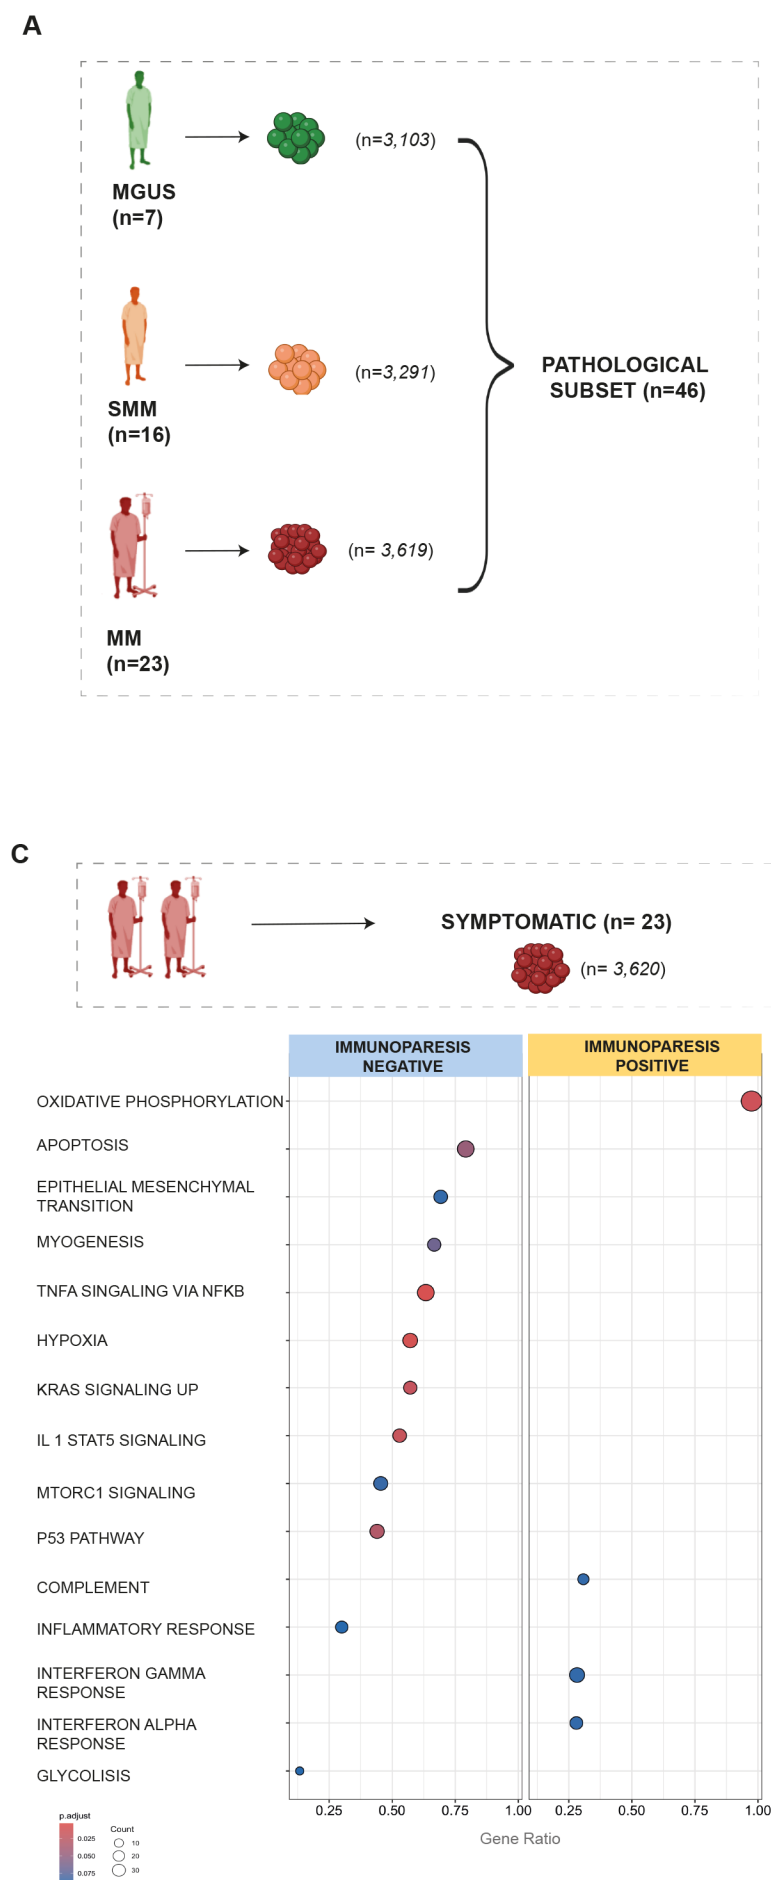 A
(n=3,103)
MGUS
(n=7)
(n=3,291)
PATHOLOGICAL
SUBSET (n=46)
SMM
(n=16)
(n= 3,619)
MM
(n=23)
C
SYMPTOMATIC (n= 23)
(n= 3,620)
IMMUNOPARESIS
NEGATIVE
IMMUNOPARESIS
POSITIVE
OXIDATIVE PHOSPHORYLATION
APOPTOSIS
EPITHELIAL MESENCHYMAL
TRANSITION
MYOGENESIS
TNFA SINGALING VIA NFKB
HYPOXIA
KRAS SIGNALING UP
IL 1 STAT5 SIGNALING
MTORC1 SIGNALING
P53 PATHWAY
COMPLEMENT
INFLAMMATORY RESPONSE
INTERFERON GAMMA
RESPONSE
INTERFERON ALPHA
RESPONSE
GLYCOLISIS
0.25 0.50 0.75 1.00 0.25 0.50 0.75 1.00
Gene Ratio
p.adjust
0.025
0.050
0.075
Count
10
20
30